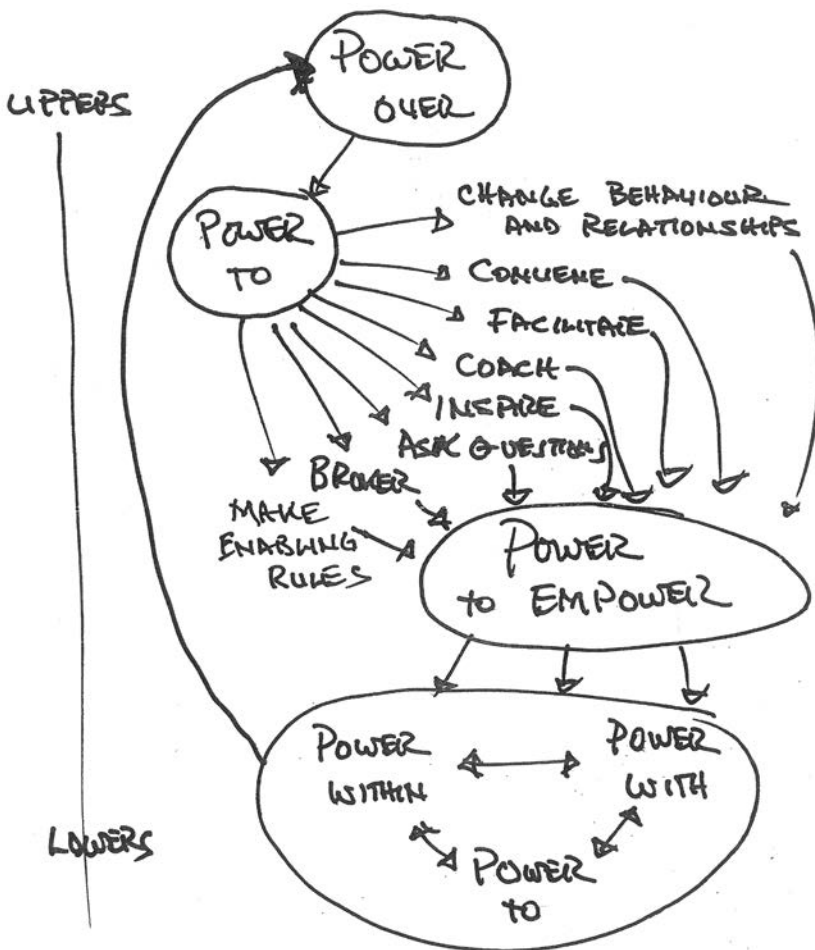 POWER
OVER
UPPERS
POWER
TO
CHANGE BEHAVIOUR
AND RELATIONSHIPS
CONVENE
FACILITATE
COACH
INSPIRE
ASK QUESTIONS
BROKER
MAKE
ENABLING
RULES
POWER
TO EMPOWER
POWER
WITHIN
POWER
WITH
LOWERS
POWER
TO